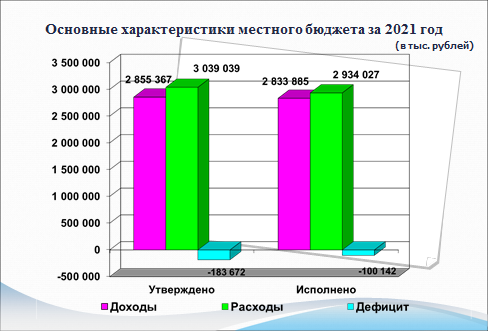 Основные характеристики местного бюджета за 2021 год
(в тыс. рублей)
3 500 000
3 000 000
2 500 000
2 000 000
1 500 000
1 000 000
500 000
0
-500 000
2 855 367
3 039 039
2 833 885
2 934 027
-183 672
-100 142
Утверждено
Исполнено
Доходы
Расходы
Дефицит